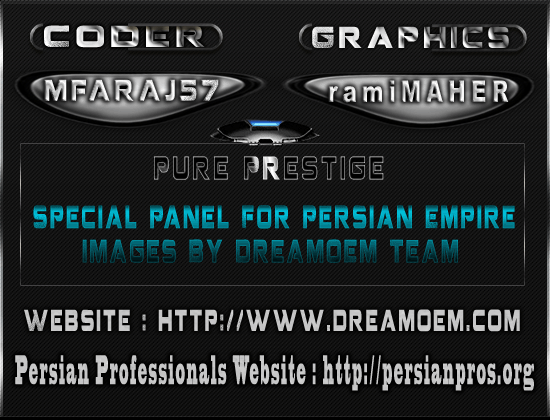 CODER GRAPHICS
MFARAJ57 ramiMAHER
PURE PRESTIGE
SPECIAL PANEL FOR PERSIAN EMPIRE
IMAGES BY DREAMOEM TEAM
WEBSITE : HTTP://WWW.DREAMOEM.COM
Persian Professionals Website : http://persianpros.org